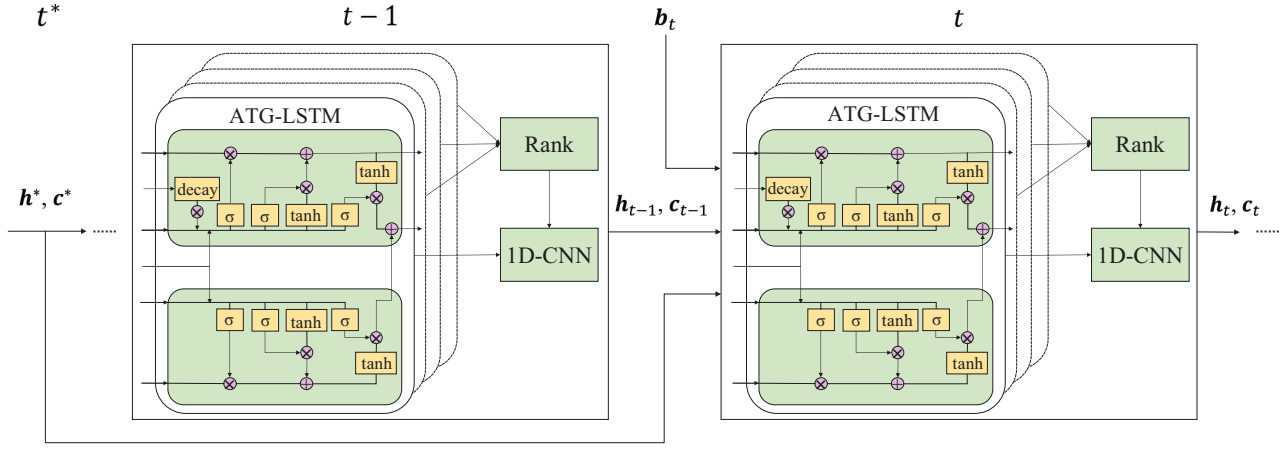 t* t − 1 b_t t
ATG-LSTM
Rank
tanh
decay
σ σ tanh σ
h*, c* ......
h_{t−1}, c_{t−1}
1D-CNN
σ σ tanh σ
tanh
ATG-LSTM
Rank
tanh
decay
σ σ tanh σ
h_t, c_t ......
1D-CNN
σ σ tanh σ
tanh